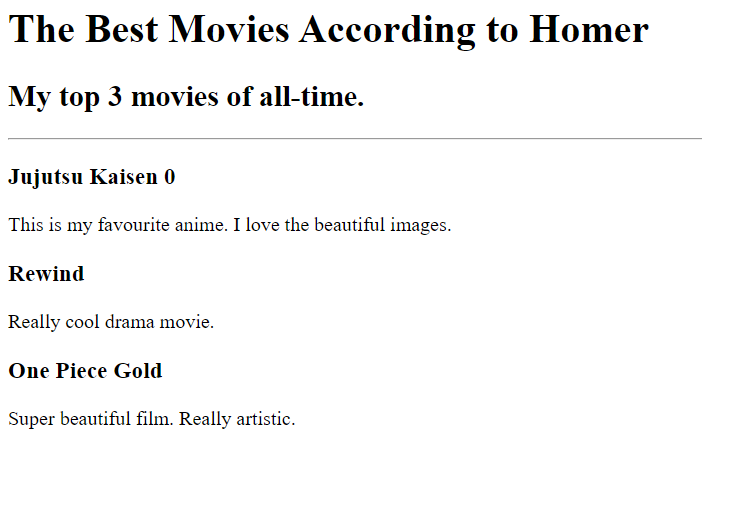 The Best Movies According to Homer
My top 3 movies of all-time.
Jujutsu Kaisen 0
This is my favourite anime. I love the beautiful images.
Rewind
Really cool drama movie.
One Piece Gold
Super beautiful film. Really artistic.